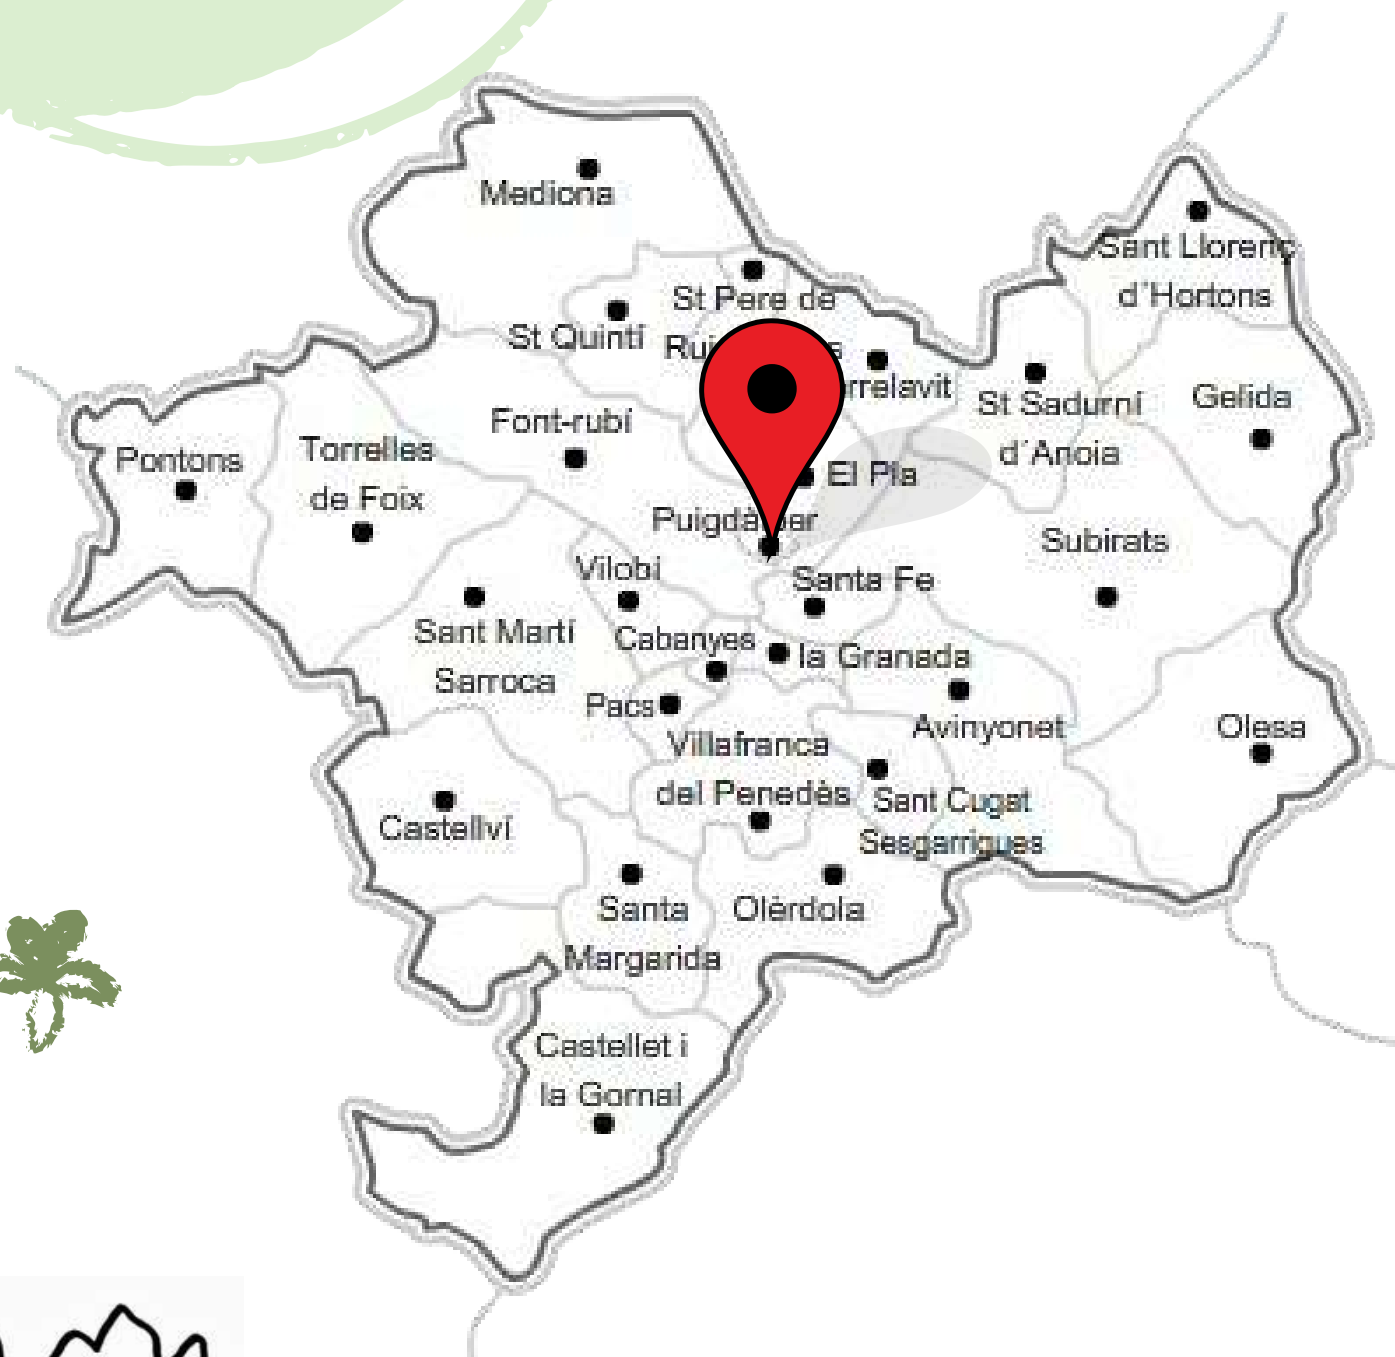 Mediona
Sant Llorenç
d´Hortons
St Pere de
St Quintí
Gelida
St Sadurní
d´Anoia
Font-rubí
Torrelles
de Foix
Pontons
El Pla
Subirats
Vilobí
Santa Fe
Sant Martí
Sarroca
Cabanyes
la Granada
Pacs
Avinyonet
Olesa
Villafranca
del Penedès
Sant Cugat
Sesgarrigues
Castellví
Santa
Margarida
Olèrdola
Castellet i
la Gornal